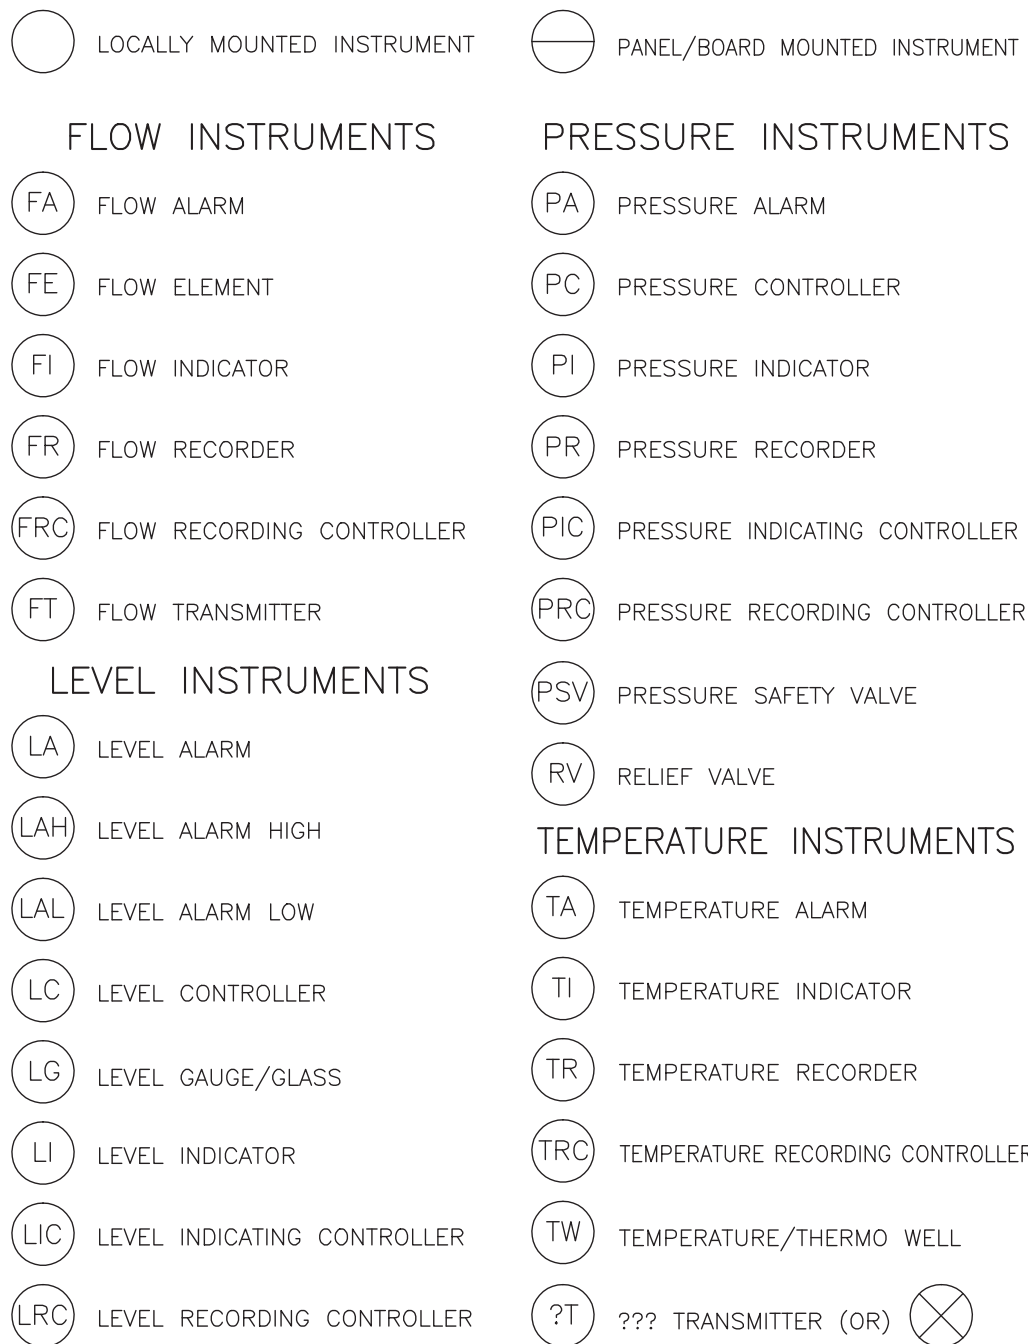 LOCALLY MOUNTED INSTRUMENT
FLOW INSTRUMENTS
FA FLOW ALARM
FE FLOW ELEMENT
FI FLOW INDICATOR
FR FLOW RECORDER
FRC FLOW RECORDING CONTROLLER
FT FLOW TRANSMITTER
LEVEL INSTRUMENTS
LA LEVEL ALARM
LAH LEVEL ALARM HIGH
LAL LEVEL ALARM LOW
LC LEVEL CONTROLLER
LG LEVEL GAUGE/GLASS
LI LEVEL INDICATOR
LIC LEVEL INDICATING CONTROLLER
LRC LEVEL RECORDING CONTROLLER
PANEL/BOARD MOUNTED INSTRUMENT
PRESSURE INSTRUMENTS
PA PRESSURE ALARM
PC PRESSURE CONTROLLER
PI PRESSURE INDICATOR
PR PRESSURE RECORDER
PIC PRESSURE INDICATING CONTROLLER
PRC PRESSURE RECORDING CONTROLLER
PSV PRESSURE SAFETY VALVE
RV RELIEF VALVE
TEMPERATURE INSTRUMENTS
TA TEMPERATURE ALARM
TI TEMPERATURE INDICATOR
TR TEMPERATURE RECORDER
TRC TEMPERATURE RECORDING CONTROLLER
TW TEMPERATURE/THERMO WELL
?T ??? TRANSMITTER (OR)